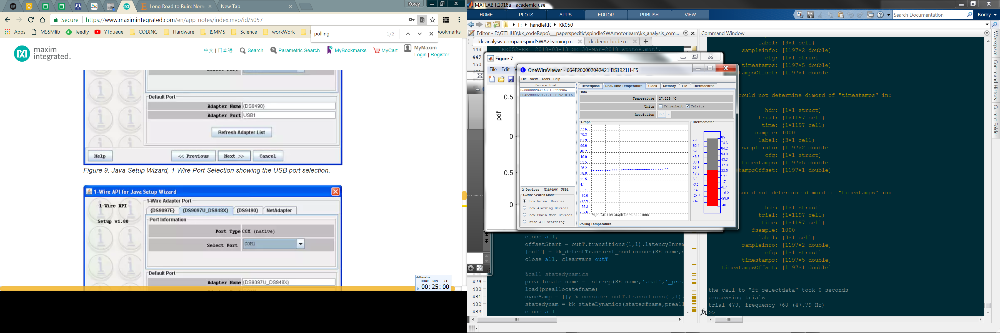 Long Road to Ruin: Nora
New Tab
Korey
Secure
https://www.maximintegrated.com/en/app-notes/index.mvp/id/5057
Apps
MSSMlib
feedly
YTqueue
CODING
Hardware
ISMMS
Science
workWork
bookmarks
polling
1/2
maxim
integrated™
中文 | 日本語
Search
Parametric Search
MyBookmarks
MyCart
MyMaxim
Login | Register
Select Port
Default Port
Adapter Name {DS9490}
Adapter Port USB1
Refresh Adapter List
Help
<< Previous
Next >>
Cancel
Figure 9. Java Setup Wizard, 1-Wire Port Selection showing the USB port selection.
1-Wire API for Java Setup Wizard
1-Wire API
Setup v1.00
1-Wire Adapter Port
{DS9097E}
{DS9097U_DS948X}
{DS9490}
NetAdapter
Port Information
Port Type COM (native)
Select Port COM1
Default Port
Adapter Name {DS9097U_DS948X}
deliberative
HOUR MIN SEC
00:25:00
MATLAB R2018a - academic use
HOME
PLOTS
APPS
EDITOR
PUBLISH
VIEW
Search Documentation
Korey
F: handleRR KK050
Editor - E:\GITHUB\kk_codeRepo\___paperspecific\spindleSWAmotorlearn\kk_analysis_com...
kk_analysis_comparespindSWA2learning.m
kk_demo_bode.m
448 'KK052-RR1 2018-03-13 SE 30-Mar-2018 states.mat';
449
450
Figure 7
File Edit
0.5
pdf
0
0.5
0
OneWireViewer - 664F200002042421 DS1921H-F5
File View Tools Help
Device List
B60000003A286D81 DS1990A
664F200002042421 DS1921H-F5
2 Devices {DS9490} USB1
1-Wire Search Mode
Show Normal Devices
Show Alarming Devices
Show Chain Mode Devices
Pause All Searching
Description
Real-Time Temperature
Clock
Memory
File
Thermochron
Info
Temperature 27.125 °C
Units Fahrenheit Celsius
Resolution N/A
Graph
77.6
70.3
62.9
55.6
48.2
40.9
33.5
26.2
18.8
11.5
4.1
-3.2
-10.6
-17.9
-25.3
-32.6
Right-Click on Graph for more options
Polling Temperature...
Thermometer
79.8
69.4
59
48.5
38.1
27.7
17.3
6.9
-3.5
-14
-24.4
-34.8
85
74.6
64.2
53.8
43.3
32.9
22.5
12.1
1.7
-8.7
-19.2
-29.6
-40
close all,
offsetStart = outT.transitions(1,1).latency2nrem
[outT] = kk_detectTransient_continuous(SEfname,s
close all, clearvars outT
%call statedynamics
479 preallocatefname = strrep(SEfname,'.mat','_prea
480 load(preallocatefname)
481 syncSamp = []; % consider outT.transitions(1,1).
482 statedynam = kk_stateDynamics(statesfname,preall
483 close all
Command Window
label: {3×1 cell}
sampleinfo: [1197×2 double]
cfg: [1×1 struct]
timestamps: [1197×5 double]
tampsOffset: [1197×1 double]
could not determine dimord of "timestamps" in:
hdr: [1×1 struct]
trial: {1×1197 cell}
time: {1×1197 cell}
fsample: 1000
label: {3×1 cell}
sampleinfo: [1197×2 double]
cfg: [1×1 struct]
timestamps: [1197×5 double]
tampsOffset: [1197×1 double]
could not determine dimord of "timestamps" in:
hdr: [1×1 struct]
trial: {1×1197 cell}
time: {1×1197 cell}
fsample: 1000
label: {3×1 cell}
sampleinfo: [1197×2 double]
cfg: [1×1 struct]
timestamps: [1197×5 double]
timestampsOffset: [1197×1 double]
the call to "ft_selectdata" took 0 seconds
processing trials
trial 479, frequency 768 (47.79 Hz)
fx >>
Workspace
Command History
Current Folder